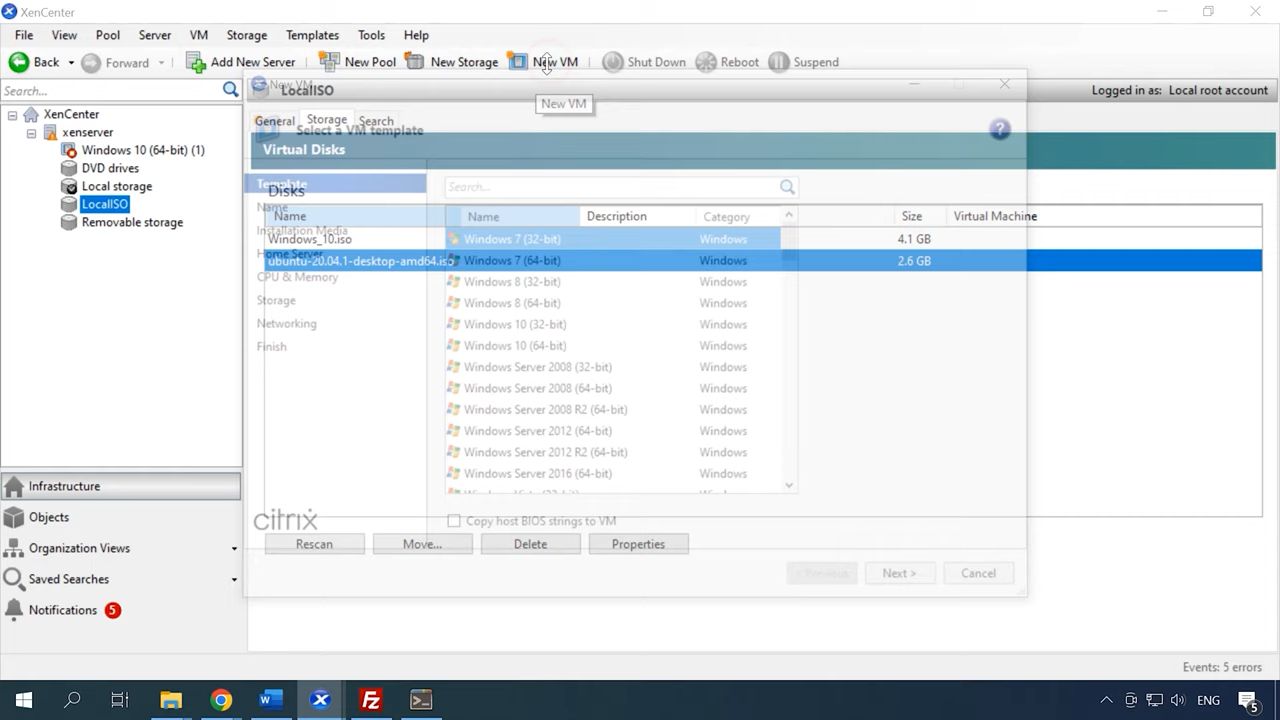 XenCenter
File View Pool Server VM Storage Templates Tools Help
Back Forward Add New Server New Pool New Storage New VM Shut Down Reboot Suspend
Search...
XenCenter
xenserver
Windows 10 (64-bit) (1)
DVD drives
Local storage
LocalISO
Removable storage
Infrastructure
Objects
Organization Views
Saved Searches
Notifications 5
New VM
LocalISO
Logged in as: Local root account
New VM
General Storage Search
Select a VM template
Virtual Disks
Disks
Name Size Virtual Machine
Windows_10.iso 4.1 GB
ubuntu-20.04.1-desktop-amd64.iso 2.6 GB
Template
Name
Installation Media
Home Server
CPU & Memory
Storage
Networking
Finish
Search...
Name Description Category
Windows 7 (32-bit) Windows
Windows 7 (64-bit) Windows
Windows 8 (32-bit) Windows
Windows 8 (64-bit) Windows
Windows 10 (32-bit) Windows
Windows 10 (64-bit) Windows
Windows Server 2008 (32-bit) Windows
Windows Server 2008 (64-bit) Windows
Windows Server 2008 R2 (64-bit) Windows
Windows Server 2012 (64-bit) Windows
Windows Server 2012 R2 (64-bit) Windows
Windows Server 2016 (64-bit) Windows
citrix
Copy host BIOS strings to VM
Rescan Move... Delete Properties
< Previous Next > Cancel
Events: 5 errors
ENG 5